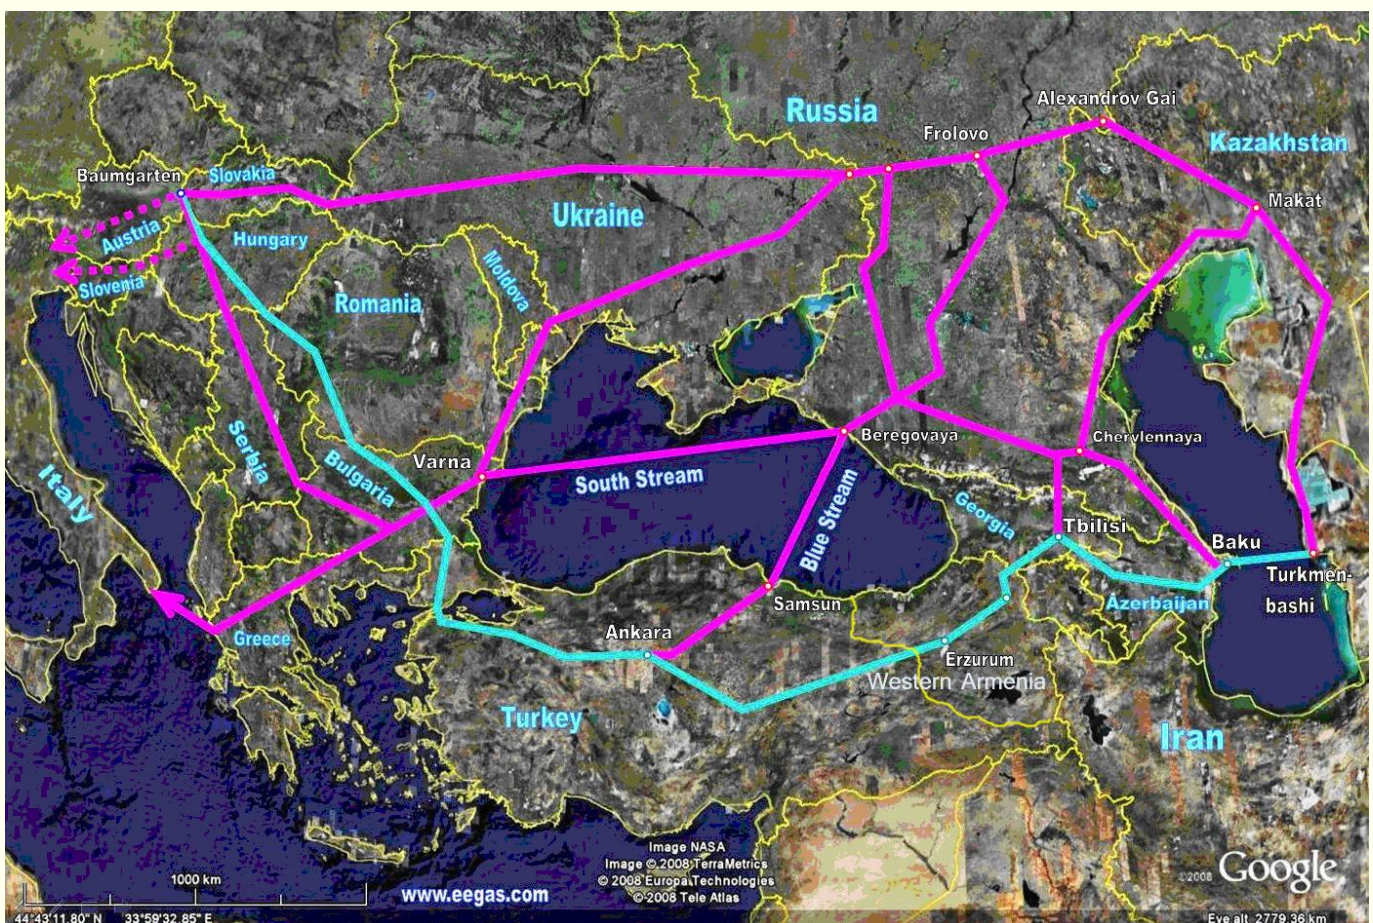 Russia
Alexandrov Gai
Frolovo
Kazakhstan
Baumgarten
Slovakia
Makat
Ukraine
Austria
Hungary
Moldova
Slovenia
Romania
Serbia
Bulgaria
Varna
Beregovaya
Chervlennaya
Italy
South Stream
Blue Stream
Georgia
Tbilisi
Baku
Turkmen-
bashi
Samsun
Azerbaijan
Greece
Ankara
Erzurum
Western Armenia
Turkey
Iran
Image NASA
Image © 2008 TerraMetrics
© 2008 Europa Technologies
© 2008 Tele Atlas
©2008 Google
1000 km
www.eegas.com
44°43'11.80" N 33°59'32.85" E
Eye alt 2779.36 km